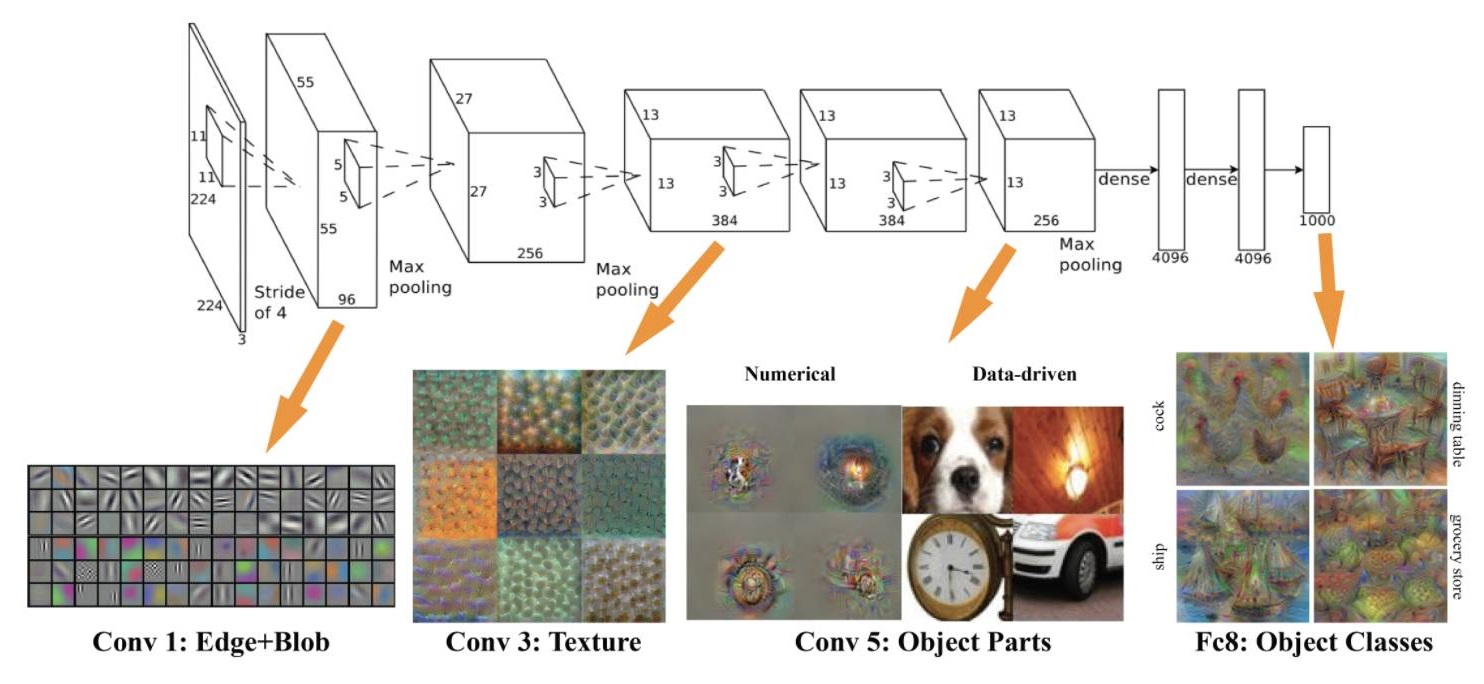 55
27
13
13
13
11
5
3
3
3
11
5
3
3
3
224
55
27
13
13
13
dense
dense
224
Stride
of 4
96
3
Max
pooling
256
Max
pooling
384
384
256
Max
pooling
4096
4096
1000
Numerical
Data-driven
cock
dinning table
ship
grocery store
Conv 1: Edge+Blob
Conv 3: Texture
Conv 5: Object Parts
Fc8: Object Classes